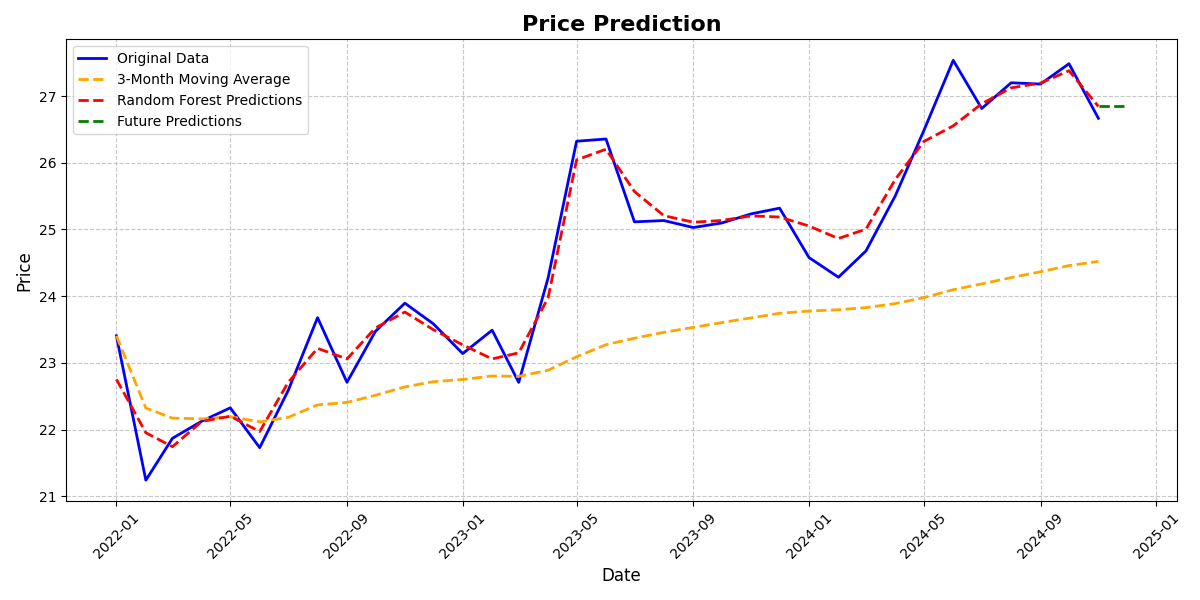 Price Prediction
Original Data
3-Month Moving Average
Random Forest Predictions
Future Predictions
Price
27
26
25
24
23
22
21
2022-01
2022-05
2022-09
2023-01
2023-05
2023-09
2024-01
2024-05
2024-09
2025-01
Date